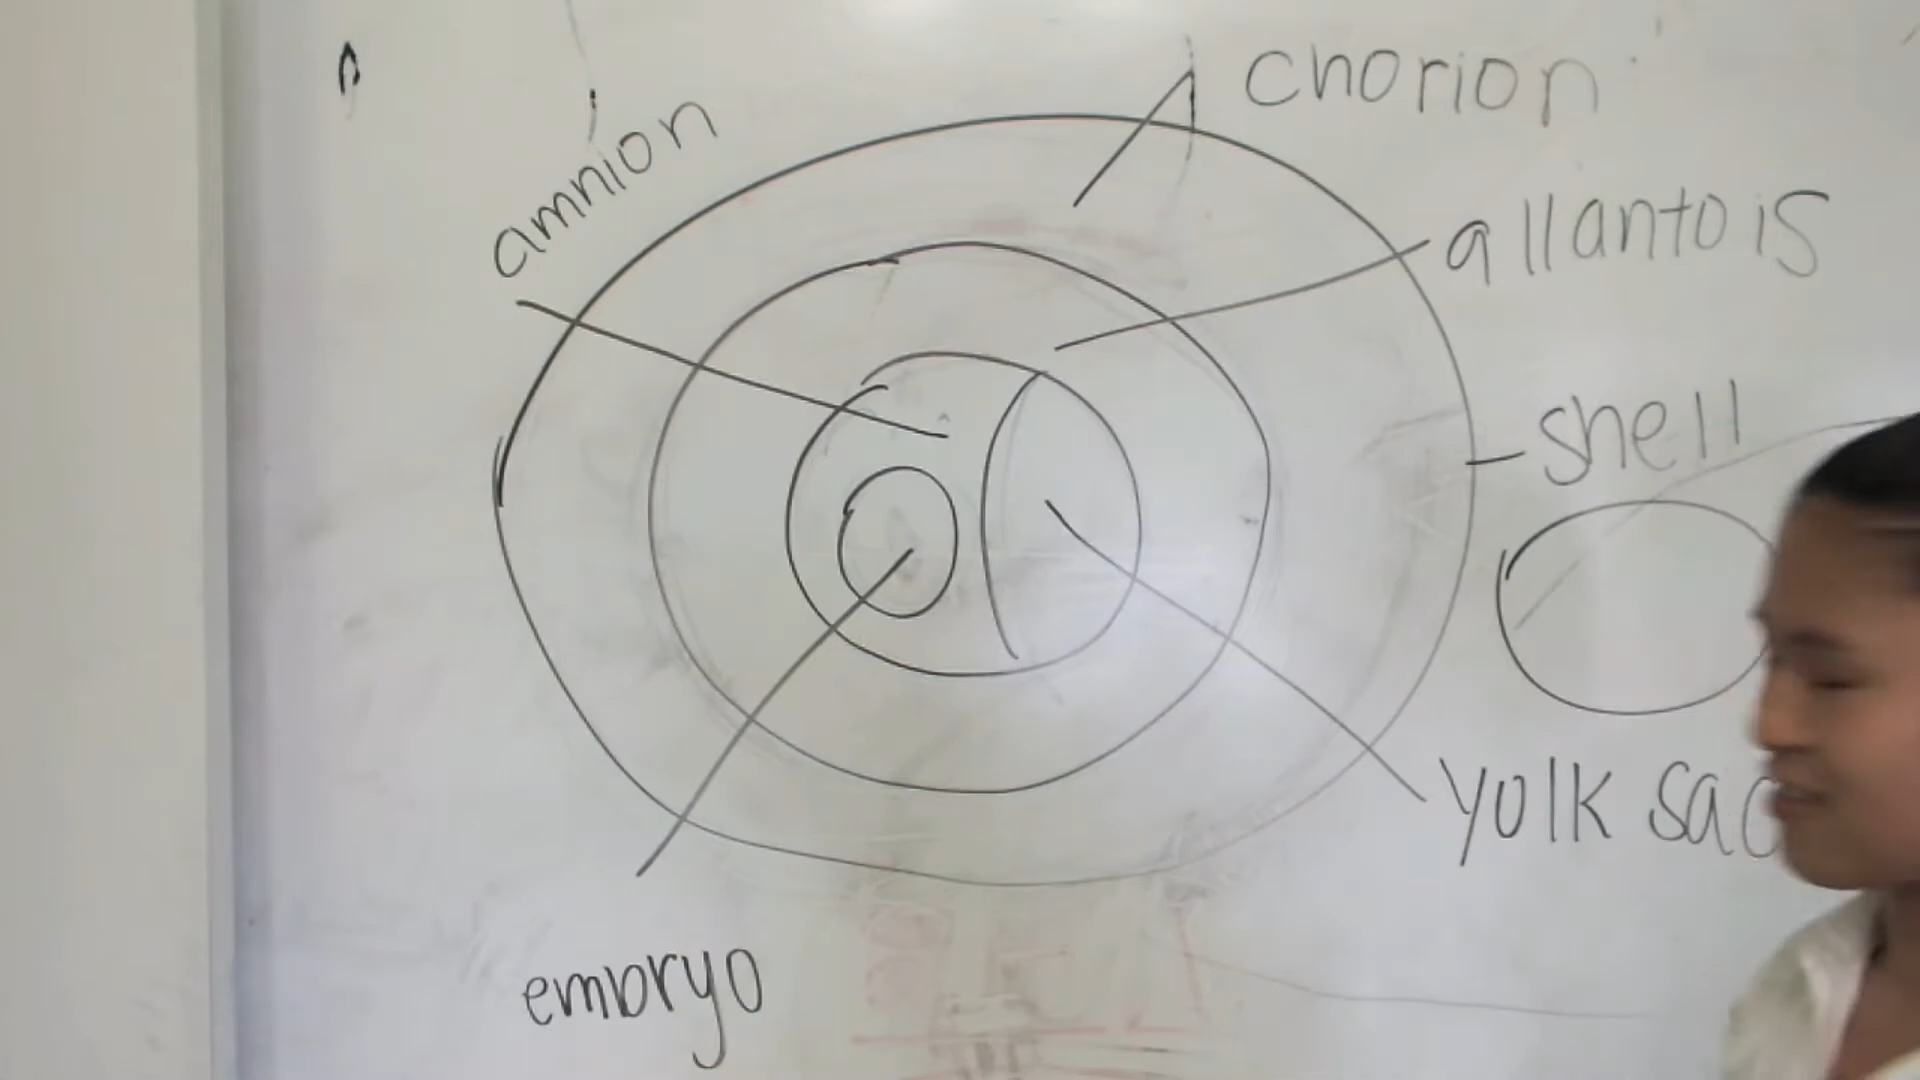 chorion
amnion
allantois
shell
yolk sac
embryo